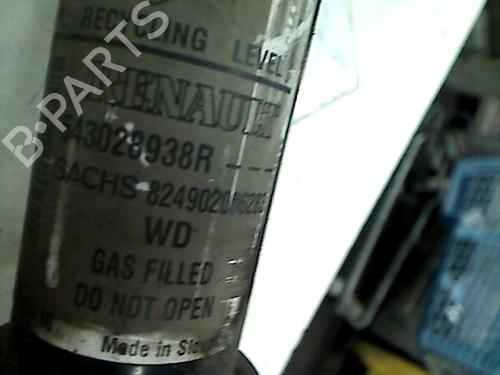 RECYCLING LEVEL
RENAULT
543028938R ---
SACHS
WD
GAS FILLED
DO NOT OPEN
Made in
B-PARTS